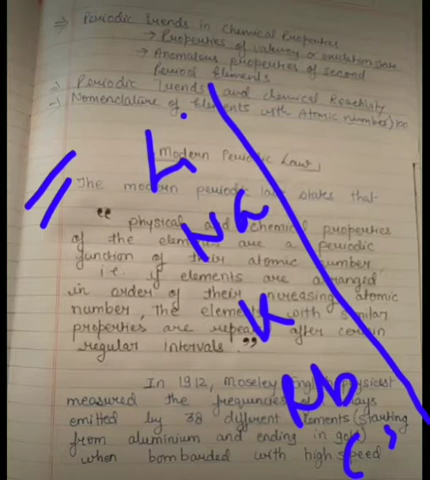 ⇒ Periodic trends in Chemical Properties
→ Properties of valency or oxidation state
→ Anomalous properties of second
Period Elements
→ Periodic Trends and chemical Reactivity
→ Nomenclature of Elements with Atomic number > 100
Modern Periodic Law
The modern periodic law states that
" physical and chemical properties
of the elements are a periodic
function of their atomic number,
i.e. if elements are arranged
in order of their increasing atomic
number, the elements with similar
properties are repeated after certain
regular intervals. "
In 1912, Moseley English physicist
measured the frequencies of rays
emitted by 38 different elements (starting
from aluminium and ending in gold)
when bombarded with high speed
Li
Na
K
Rb